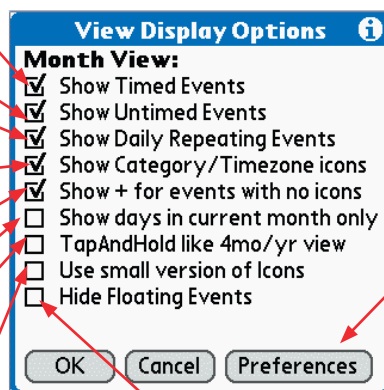 View Display Options i
Month View:
Show Timed Events
Show Untimed Events
Show Daily Repeating Events
Show Category/Timezone icons
Show + for events with no icons
Show days in current month only
TapAndHold like 4mo/yr view
Use small version of Icons
Hide Floating Events
OK Cancel Preferences